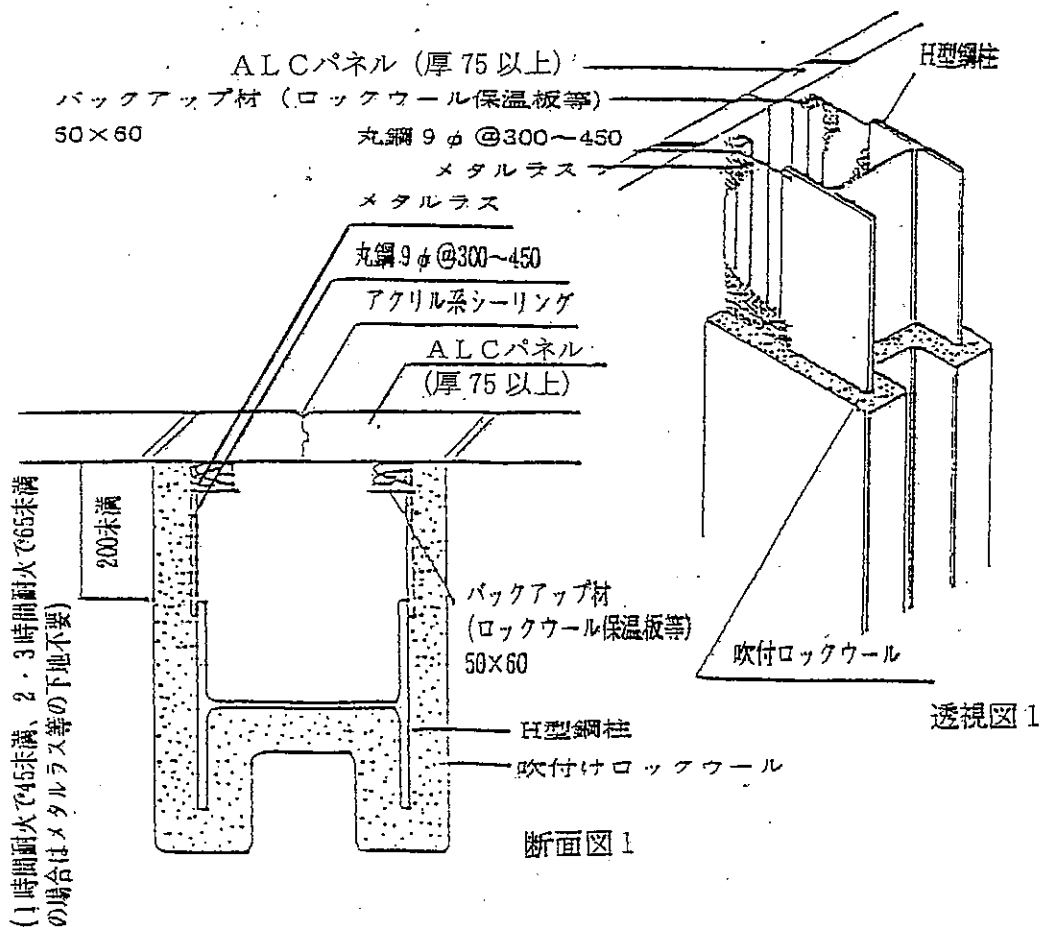 ALCパネル（厚75以上）
H型鋼柱
バックアップ材（ロックウール保温板等）
50×60
丸鋼9φ@300～450
メタルラス
メタルラス
丸鋼9φ@300～450
アクリル系シーリング
ALCパネル
（厚75以上）
200未満
(1時間耐火で45未満、2・3時間耐火で65未満
の場合はメタルラス等の下地不要)
バックアップ材
(ロックウール保温板等)
50×60
H型鋼柱
吹付けロックウール
断面図1
吹付ロックウール
透視図1